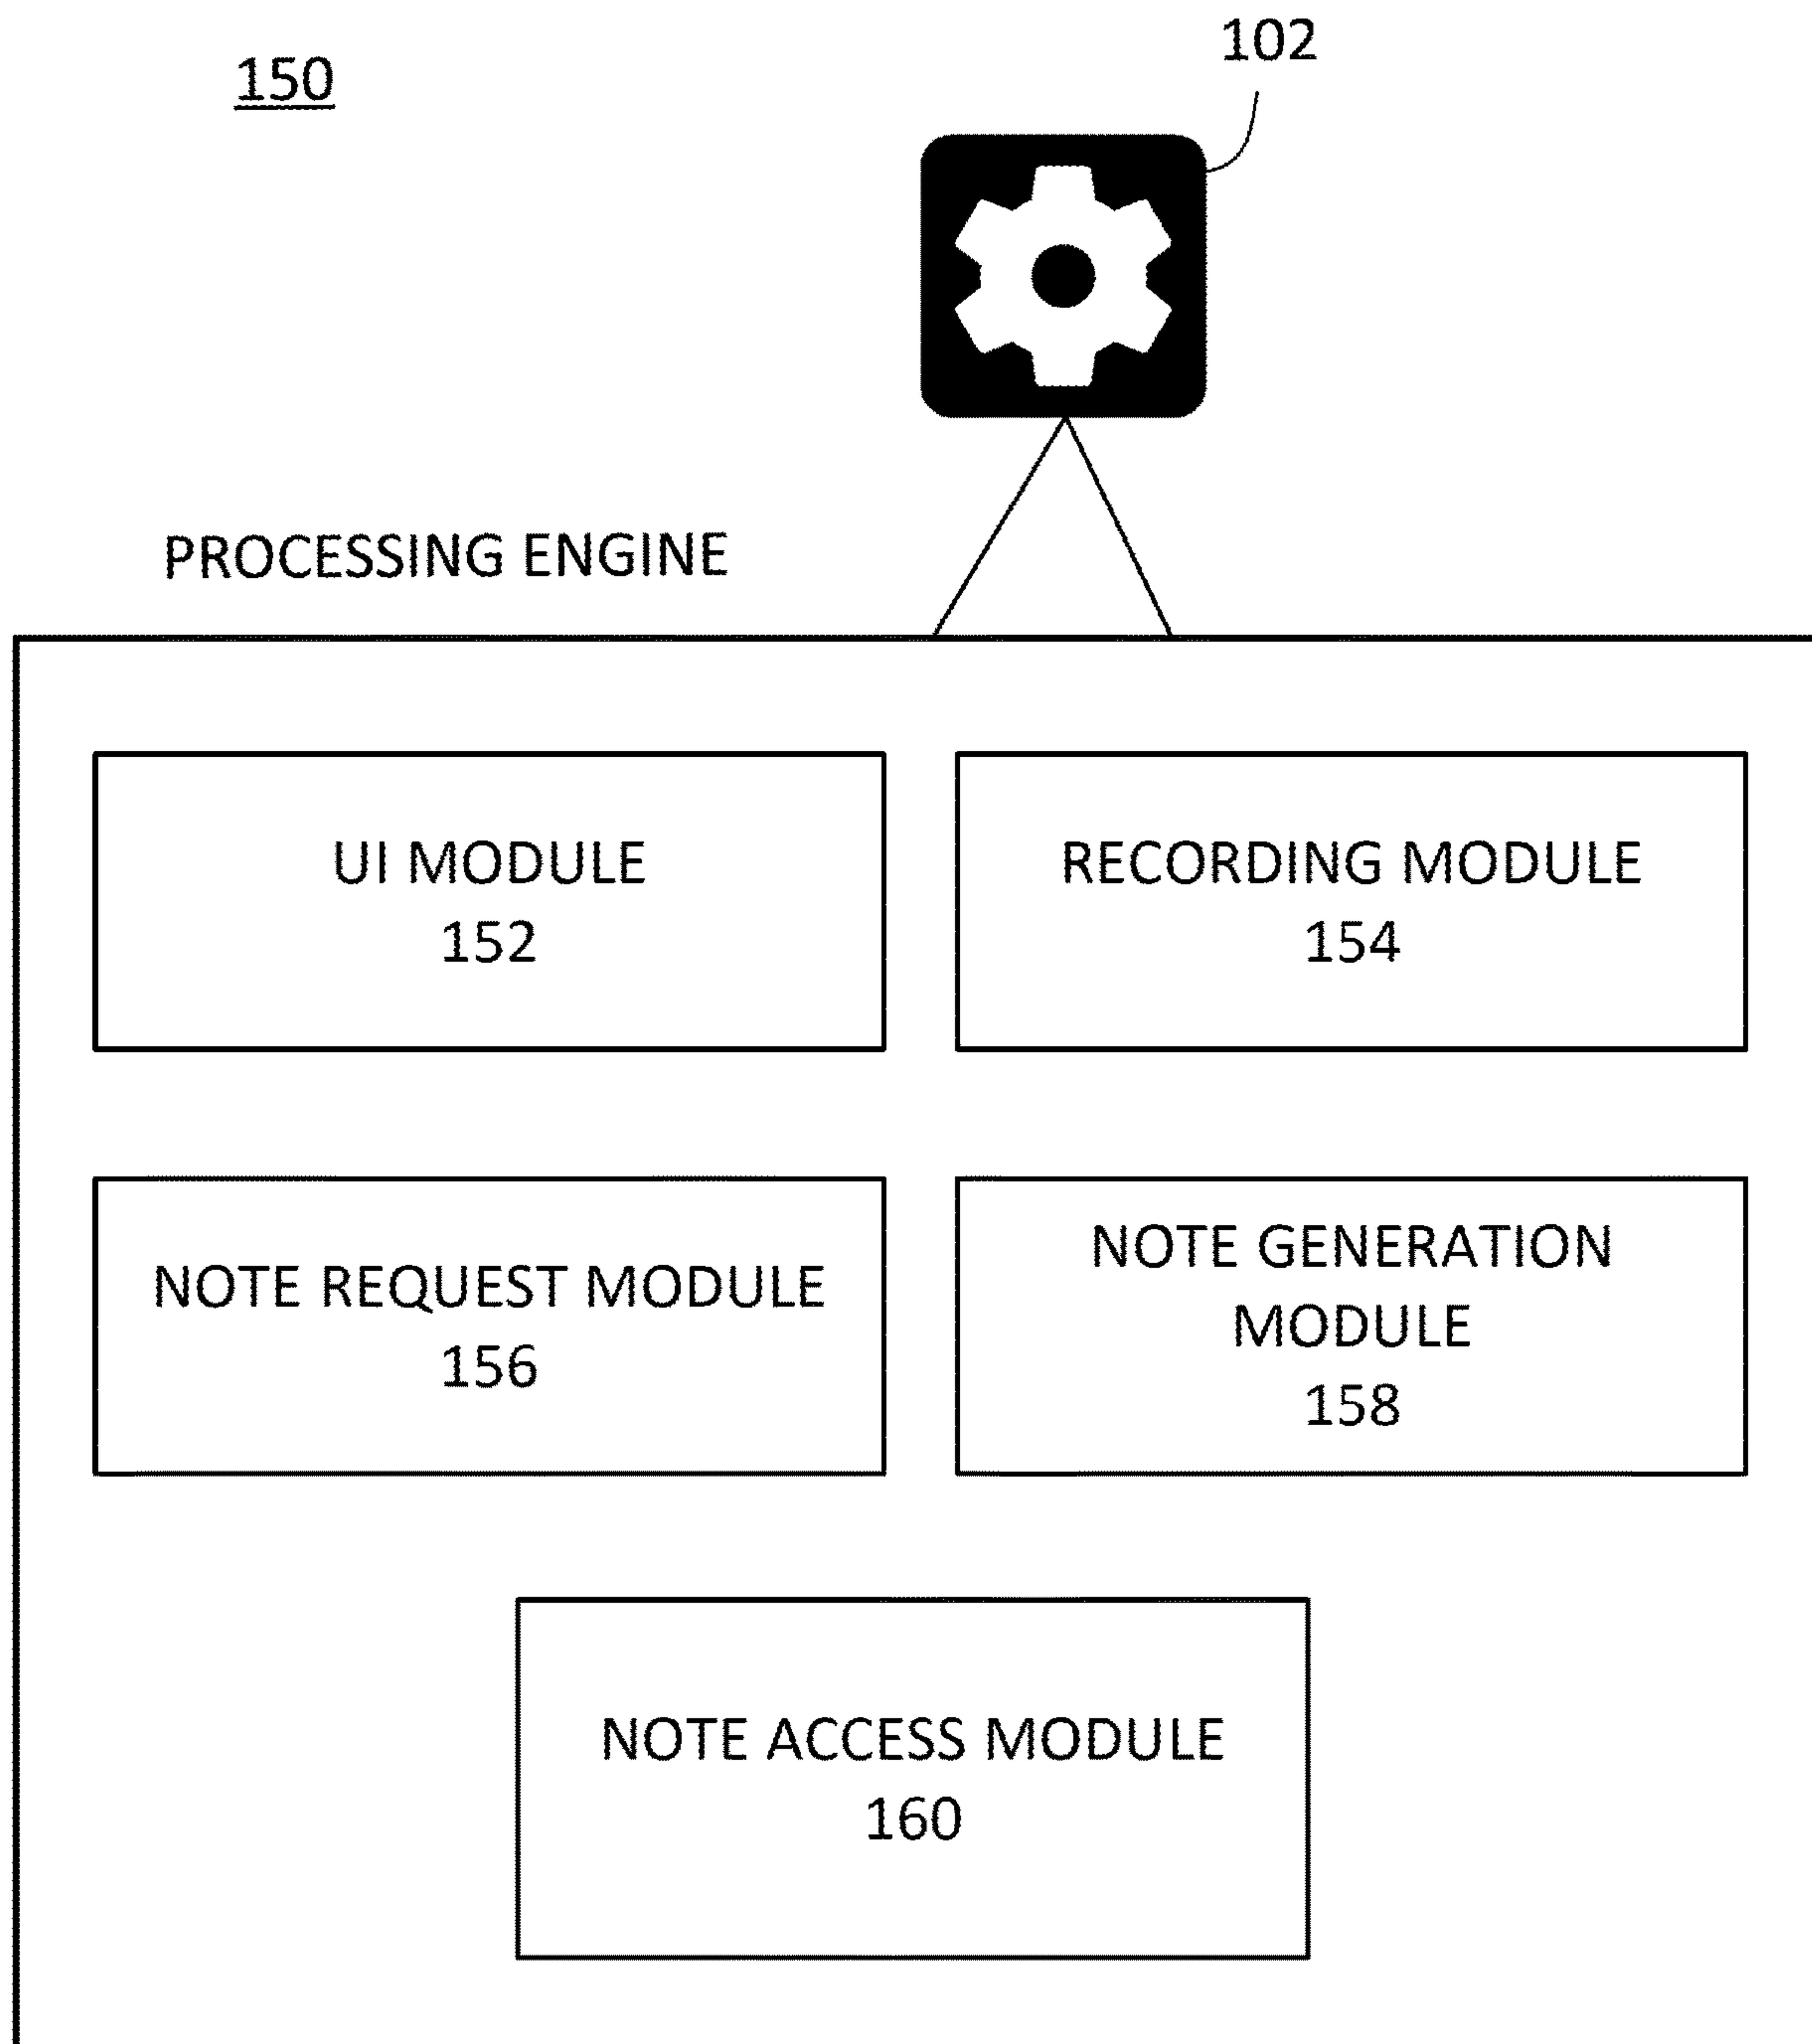 102
150
PROCESSING ENGINE
UI MODULE
152
RECORDING MODULE
154
NOTE REQUEST MODULE
156
NOTE GENERATION
MODULE
158
NOTE ACCESS MODULE
160